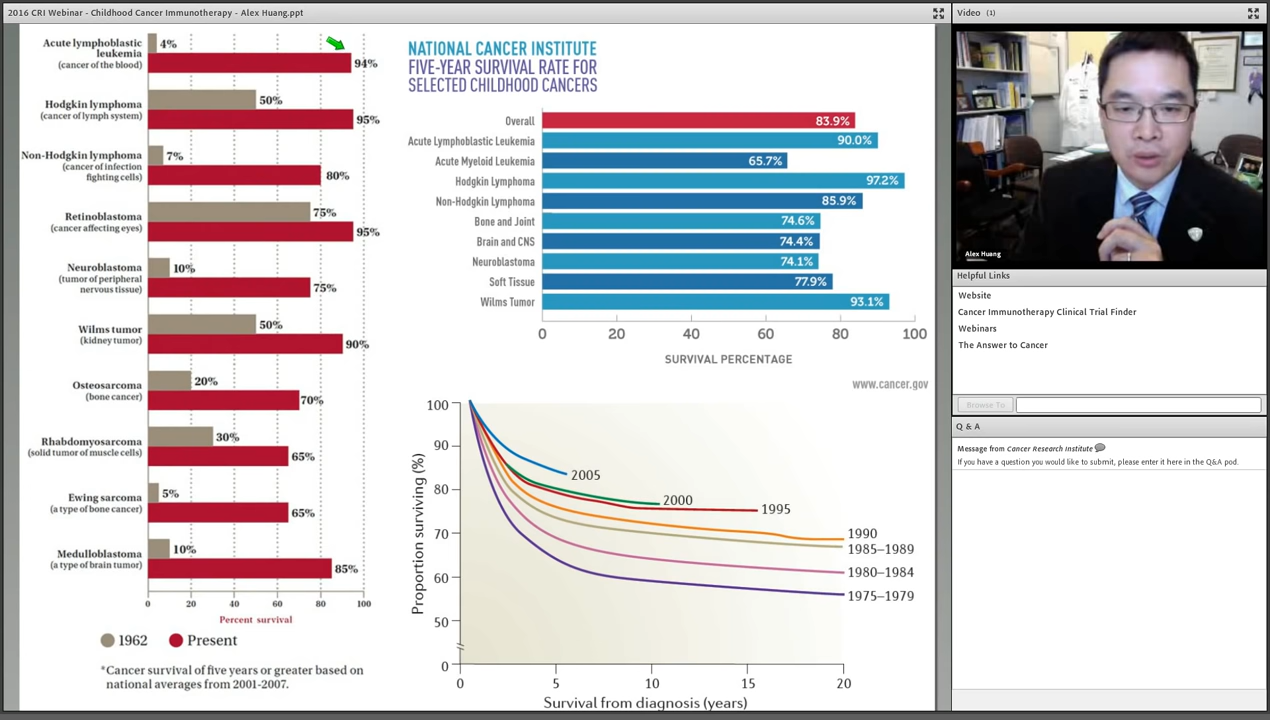 2016 CRI Webinar - Childhood Cancer Immunotherapy - Alex Huang.ppt
Acute lymphoblastic
leukemia
(cancer of the blood)
4%
94%
Hodgkin lymphoma
(cancer of lymph system)
50%
95%
Non-Hodgkin lymphoma
(cancer of infection
fighting cells)
7%
80%
Retinoblastoma
(cancer affecting eyes)
75%
95%
Neuroblastoma
(tumor of peripheral
nervous tissue)
10%
75%
Wilms tumor
(kidney tumor)
50%
90%
Osteosarcoma
(bone cancer)
20%
70%
Rhabdomyosarcoma
(solid tumor of muscle cells)
30%
65%
Ewing sarcoma
(a type of bone cancer)
5%
65%
Medulloblastoma
(a type of brain tumor)
10%
85%
0 20 40 60 80 100
Percent survival
1962 Present
*Cancer survival of five years or greater based on
national averages from 2001-2007.
NATIONAL CANCER INSTITUTE
FIVE-YEAR SURVIVAL RATE FOR
SELECTED CHILDHOOD CANCERS
Overall 83.9%
Acute Lymphoblastic Leukemia 90.0%
Acute Myeloid Leukemia 65.7%
Hodgkin Lymphoma 97.2%
Non-Hodgkin Lymphoma 85.9%
Bone and Joint 74.6%
Brain and CNS 74.4%
Neuroblastoma 74.1%
Soft Tissue 77.9%
Wilms Tumor 93.1%
0 20 40 60 80 100
SURVIVAL PERCENTAGE
www.cancer.gov
Proportion surviving (%)
100
90
80
70
60
50
0
2005
2000
1995
1990
1985–1989
1980–1984
1975–1979
0 5 10 15 20
Survival from diagnosis (years)
Video (1)
Alex Huang
Helpful Links
Website
Cancer Immunotherapy Clinical Trial Finder
Webinars
The Answer to Cancer
Browse To
Q & A
Message from Cancer Research Institute
If you have a question you would like to submit, please enter it here in the Q&A pod.